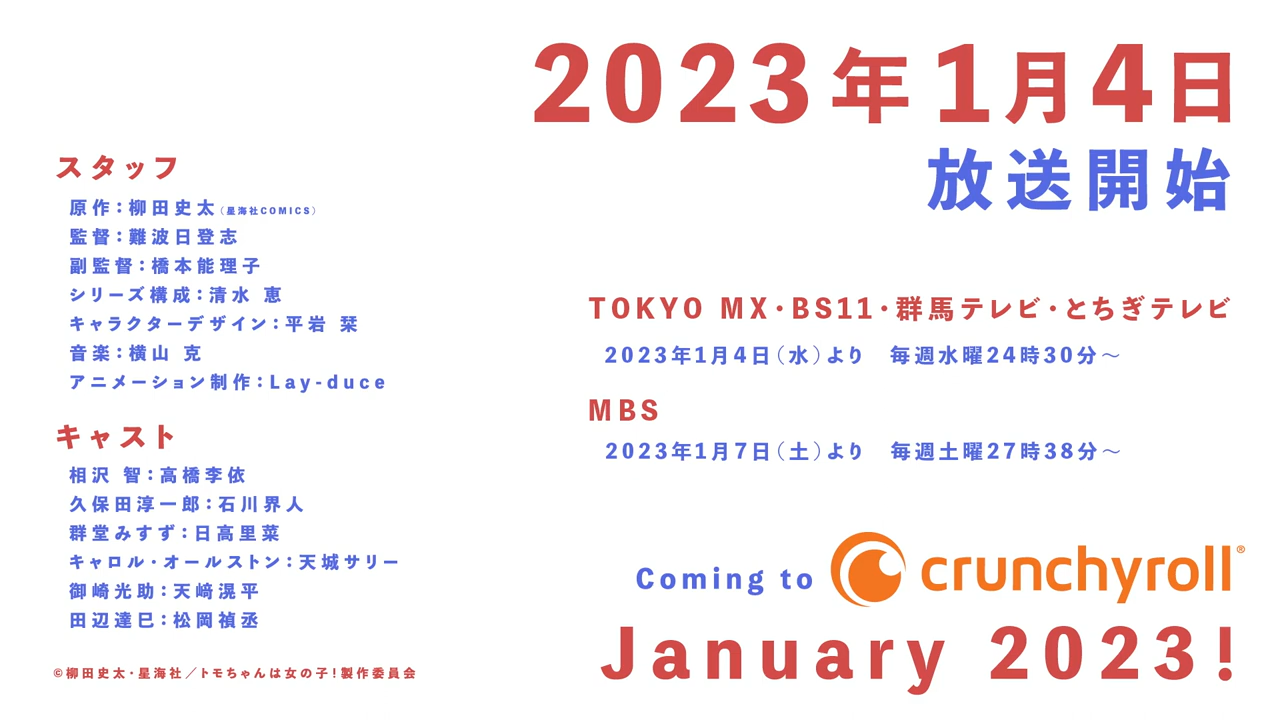 2023年1月4日
放送開始
スタッフ
原作：柳田史太（星海社COMICS）
監督：難波日登志
副監督：橋本能理子
シリーズ構成：清水 恵
キャラクターデザイン：平岩 栞
音楽：横山 克
アニメーション制作：Lay-duce
キャスト
相沢 智：高橋李依
久保田淳一郎：石川界人
群堂みすず：日高里菜
キャロル・オールストン：天城サリー
御崎光助：天﨑滉平
田辺達巳：松岡禎丞
©柳田史太・星海社／トモちゃんは女の子！製作委員会
TOKYO MX・BS11・群馬テレビ・とちぎテレビ
2023年1月4日（水）より 毎週水曜24時30分〜
MBS
2023年1月7日（土）より 毎週土曜27時38分〜
Coming to crunchyroll®
January 2023!